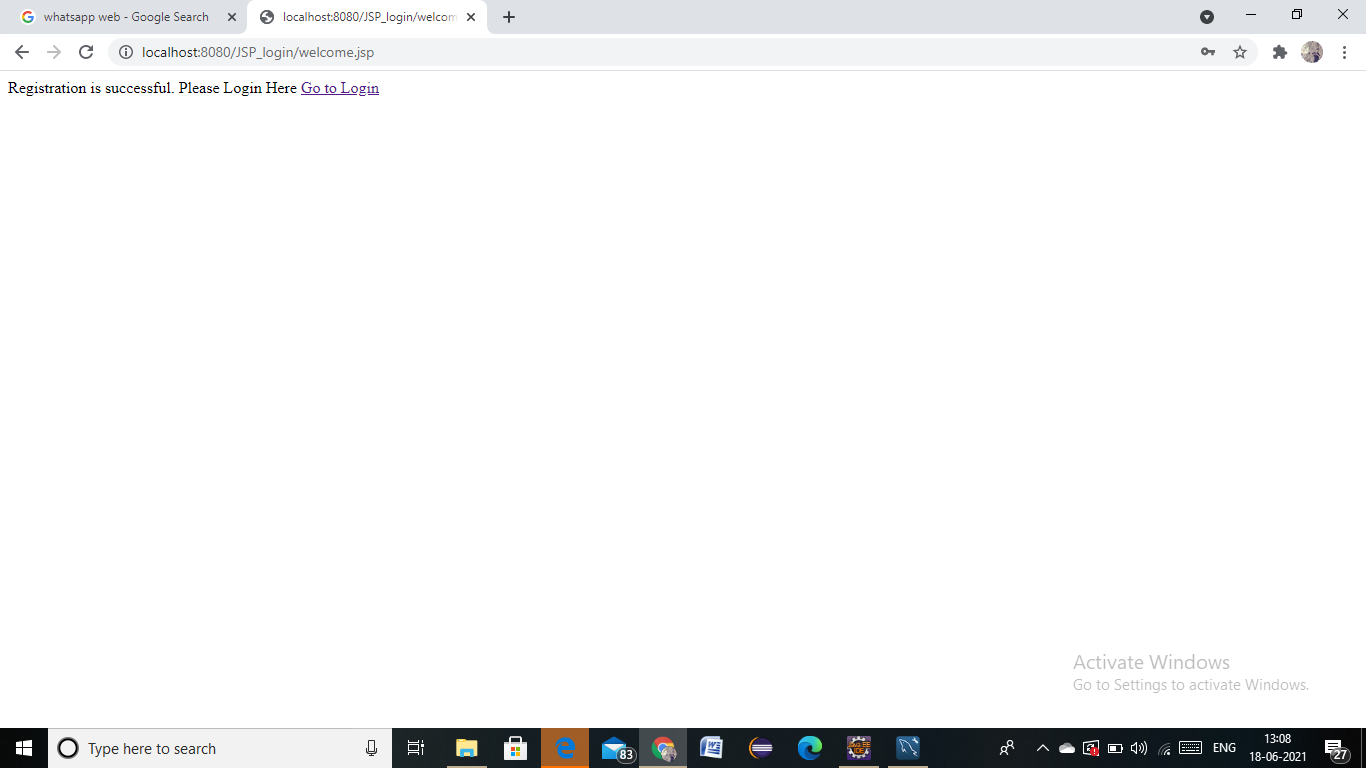 whatsapp web - Google Search
localhost:8080/JSP_login/welcom
localhost:8080/JSP_login/welcome.jsp
Registration is successful. Please Login Here Go to Login
Activate Windows
Go to Settings to activate Windows.
Type here to search
83
ENG
13:08
18-06-2021
27